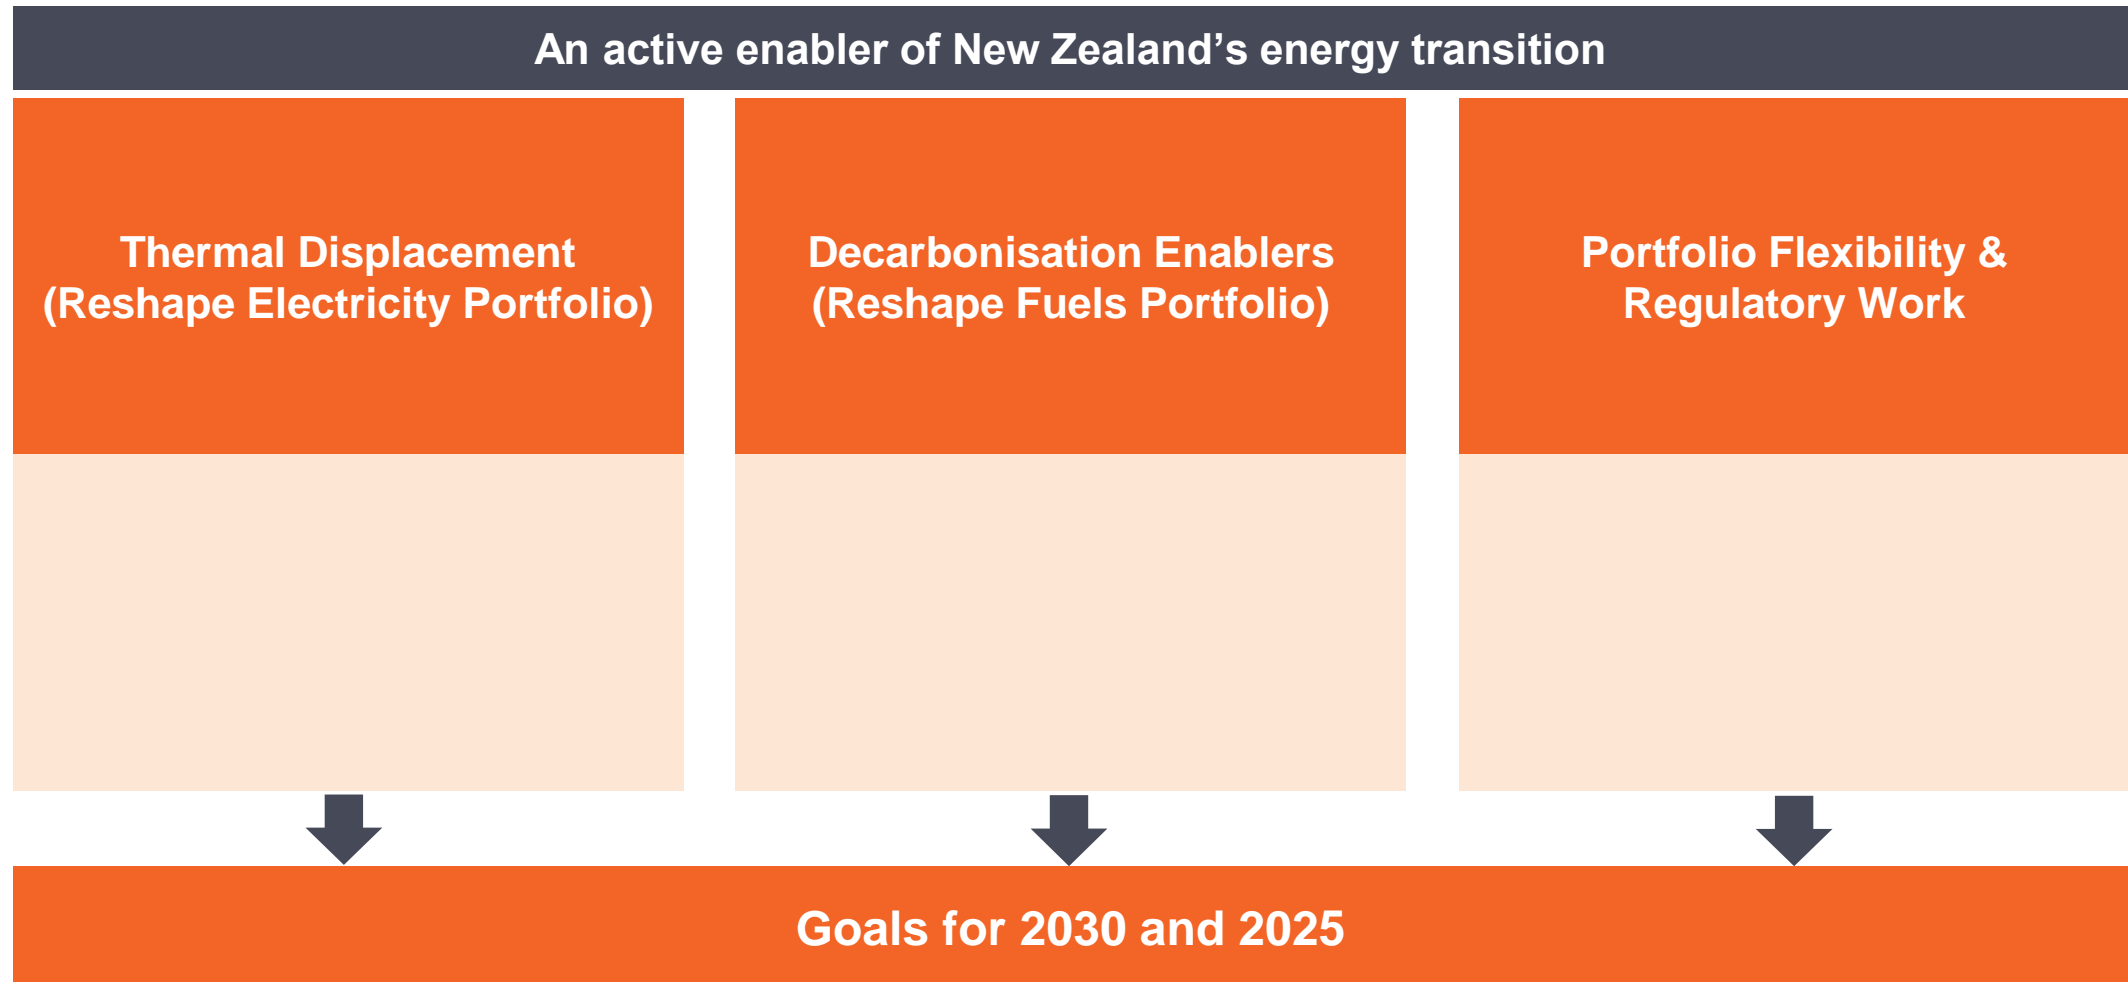 An active enabler of New Zealand’s energy transition
Thermal Displacement
(Reshape Electricity Portfolio)
Decarbonisation Enablers
(Reshape Fuels Portfolio)
Portfolio Flexibility &
Regulatory Work
Goals for 2030 and 2025